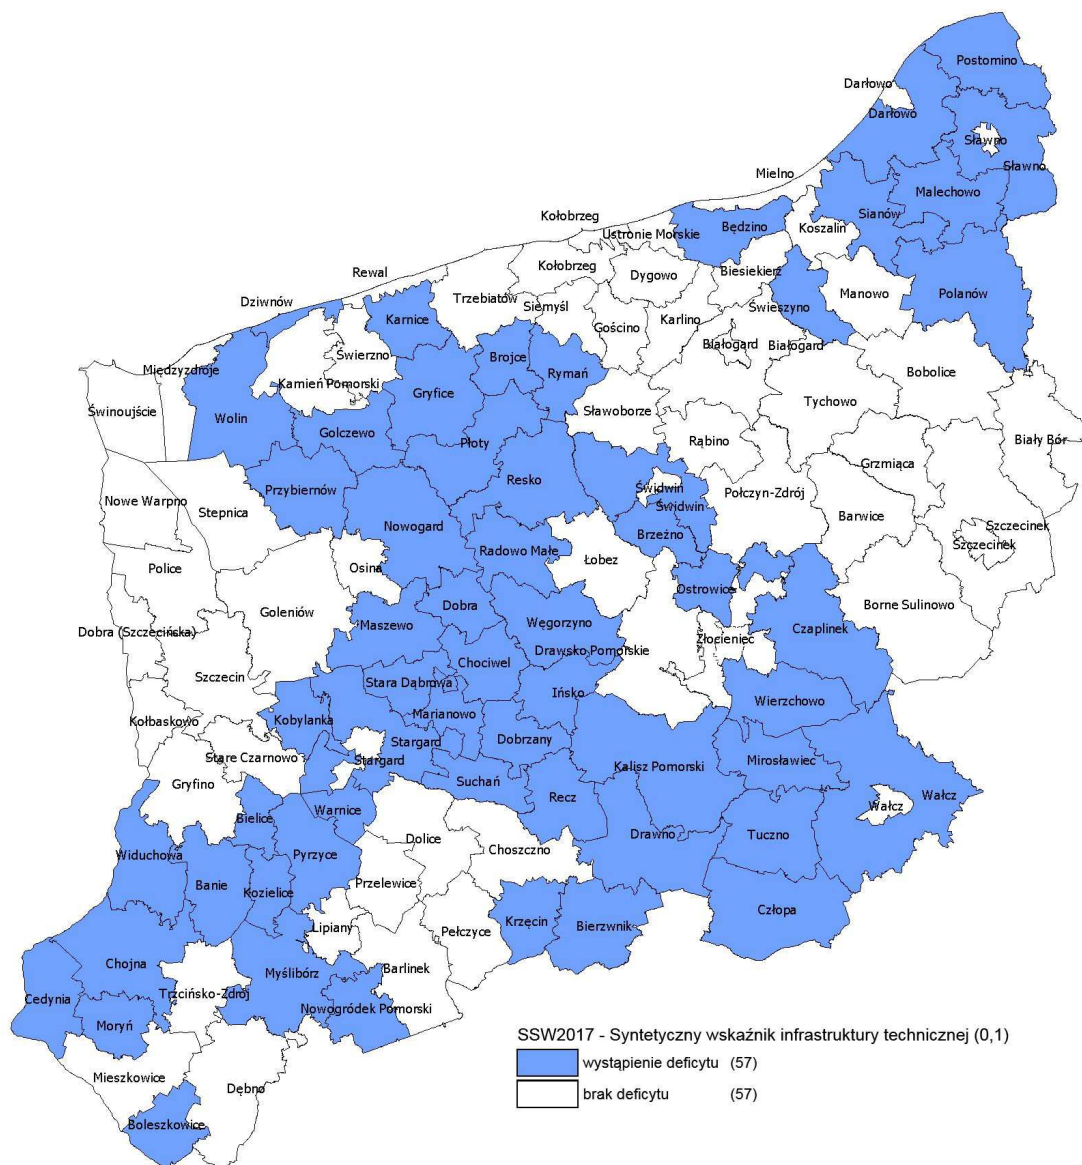 Postomino
Darłowo
Darłowo
Sławno
Sławno
Mielno
Malechowo
Kołobrzeg
Sianów
Ustronie Morskie
Będzino
Koszalin
Rewal
Kołobrzeg
Dygowo
Biesiekierz
Manowo
Polanów
Dziwnów
Trzebiatów
Siemyśl
Świeszyno
Karnice
Gościno
Karlino
Białogard
Białogard
Świerzno
Brojce
Międzyzdroje
Kamień Pomorski
Rymań
Bobolice
Świnoujście
Gryfice
Tychowo
Wolin
Sławoborze
Golczewo
Płoty
Rąbino
Biały Bór
Grzmiąca
Resko
Przybiernów
Świdwin
Połczyn-Zdrój
Nowe Warpno
Stepnica
Świdwin
Barwice
Szczecinek
Nowogard
Brzeżno
Szczecinek
Radowo Małe
Łobez
Police
Osina
Ostrowice
Goleniów
Dobra
Borne Sulinowo
Maszewo
Węgorzyno
Czaplinek
Dobra (Szczecińska)
Złocieniec
Drawsko Pomorskie
Chociwel
Szczecin
Stara Dąbrowa
Ińsko
Wierzchowo
Kołbaskowo
Kobylanka
Marianowo
Stargard
Dobrzany
Stare Czarnowo
Stargard
Kalisz Pomorski
Mirosławiec
Gryfino
Suchań
Recz
Wałcz
Wałcz
Bielice
Warnice
Drawno
Tuczno
Dolice
Choszczno
Widuchowa
Pyrzyce
Banie
Kozielice
Przelewice
Człopa
Lipiany
Pełczyce
Krzęcin
Bierzwnik
Chojna
Barlinek
Myślibórz
Cedynia
Trzcińsko-Zdrój
Nowogródek Pomorski
Moryń
Mieszkowice
Dębno
Boleszkowice
SSW2017 - Syntetyczny wskaźnik infrastruktury technicznej (0,1)
wystąpienie deficytu (57)
brak deficytu (57)